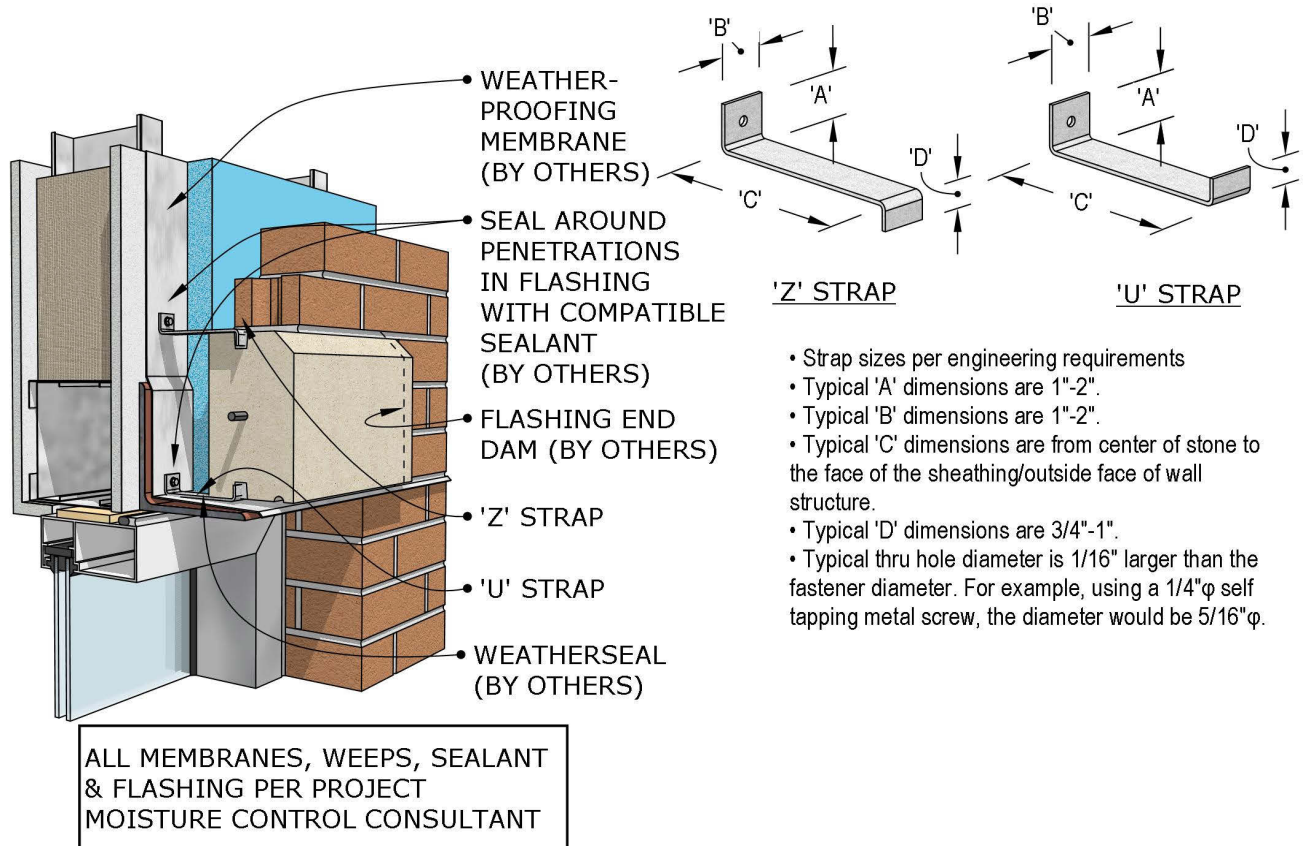 WEATHER-
PROOFING
MEMBRANE
(BY OTHERS)
SEAL AROUND
PENETRATIONS
IN FLASHING
WITH COMPATIBLE
SEALANT
(BY OTHERS)
FLASHING END
DAM (BY OTHERS)
'Z' STRAP
'U' STRAP
WEATHERSEAL
(BY OTHERS)
ALL MEMBRANES, WEEPS, SEALANT
& FLASHING PER PROJECT
MOISTURE CONTROL CONSULTANT
'B'
'A'
'D'
'C'
'Z' STRAP
'B'
'A'
'D'
'C'
'U' STRAP
• Strap sizes per engineering requirements
• Typical 'A' dimensions are 1"-2".
• Typical 'B' dimensions are 1"-2".
• Typical 'C' dimensions are from center of stone to
the face of the sheathing/outside face of wall
structure.
• Typical 'D' dimensions are 3/4"-1".
• Typical thru hole diameter is 1/16" larger than the
fastener diameter. For example, using a 1/4"φ self
tapping metal screw, the diameter would be 5/16"φ.